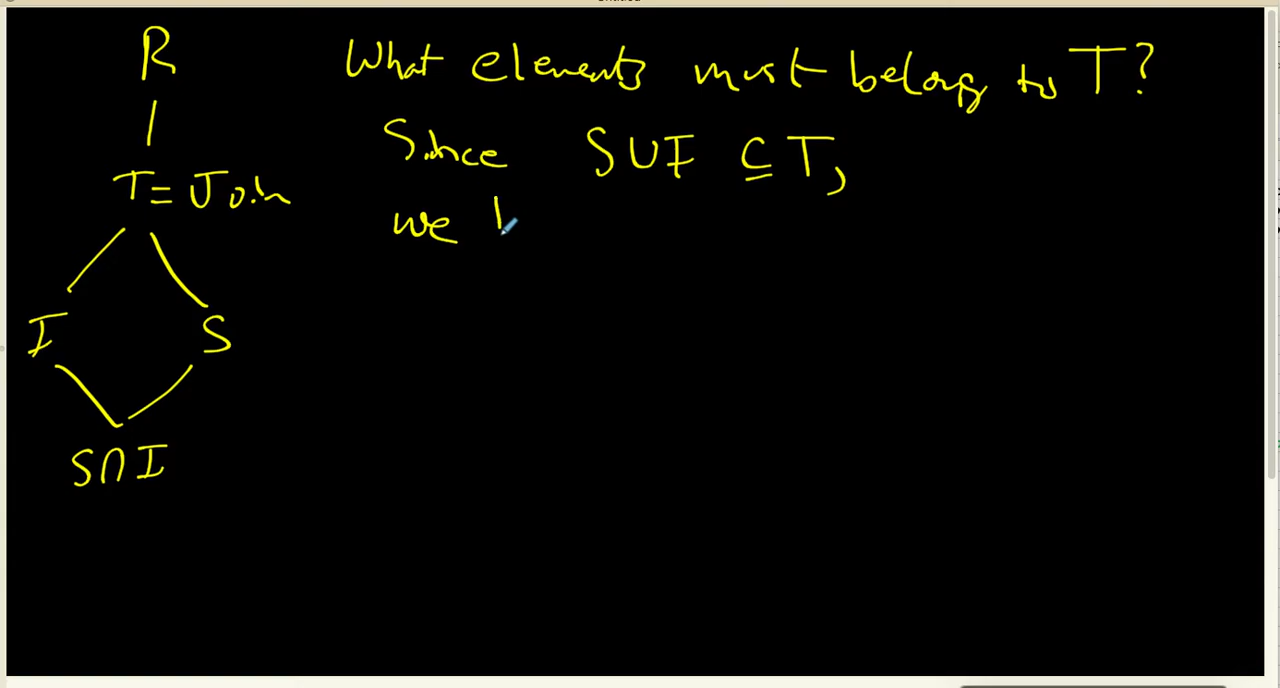 R
What elements must belong to T?
Since S∪I ⊆ T,
T = Join
we
I
S
S∩I